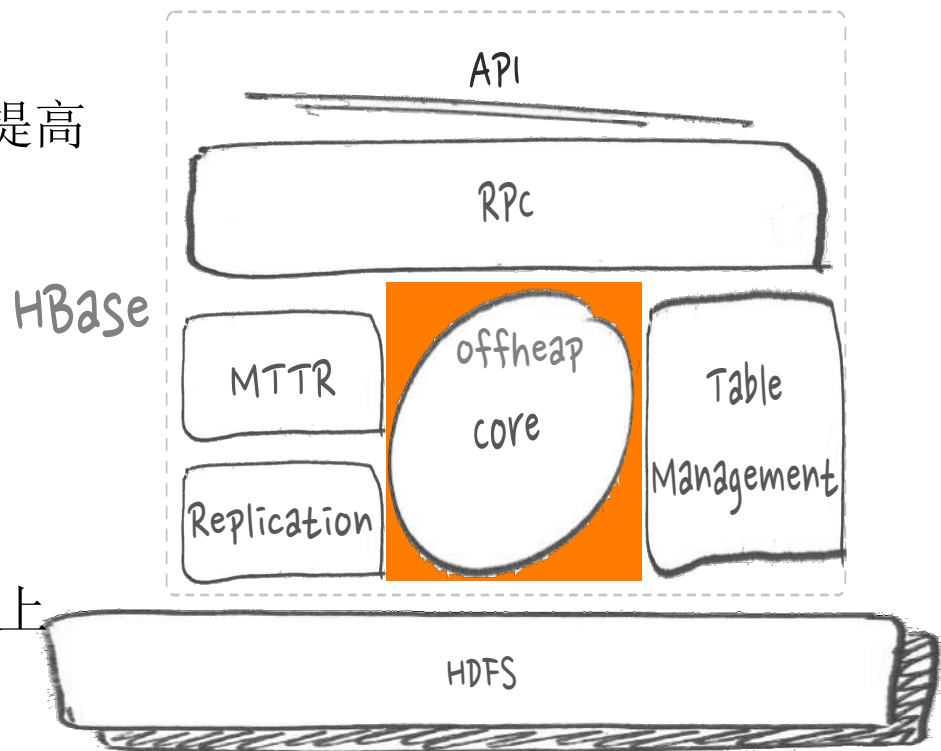 API
提高
RPC
HBase
offheap
MTTR
Table
core
Management
Replication
上
HDFS